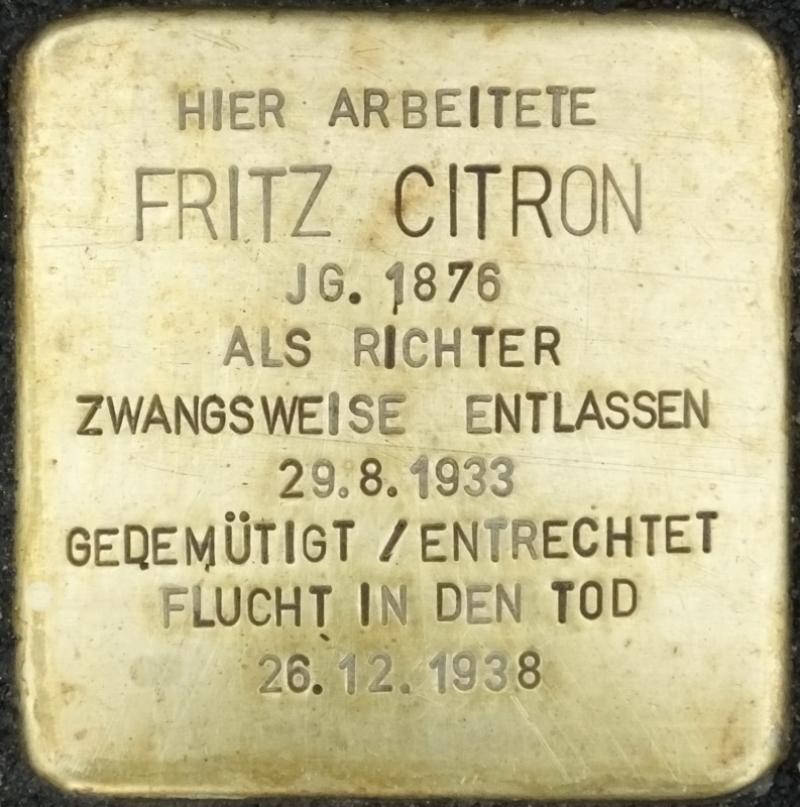 HIER ARBEITETE
FRITZ CITRON
JG. 1876
ALS RICHTER
ZWANGSWEISE ENTLASSEN
29.8.1933
GEDEMÜTIGT / ENTRECHTET
FLUCHT IN DEN TOD
26.12.1938